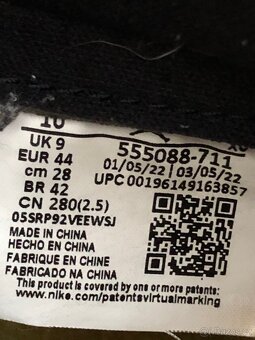 10
UK 9
EUR 44
cm 28
BR 42
CN 280(2.5)
05SRP92VEEWSJ
555088-711
01/05/22 | 03/05/22
UPC 00196149163857
MADE IN CHINA
HECHO EN CHINA
FABRIQUE EN CHINE
FABRICADO NA CHINA
This product is covered by one or more
www.nike.com/patentsvirtualmarking